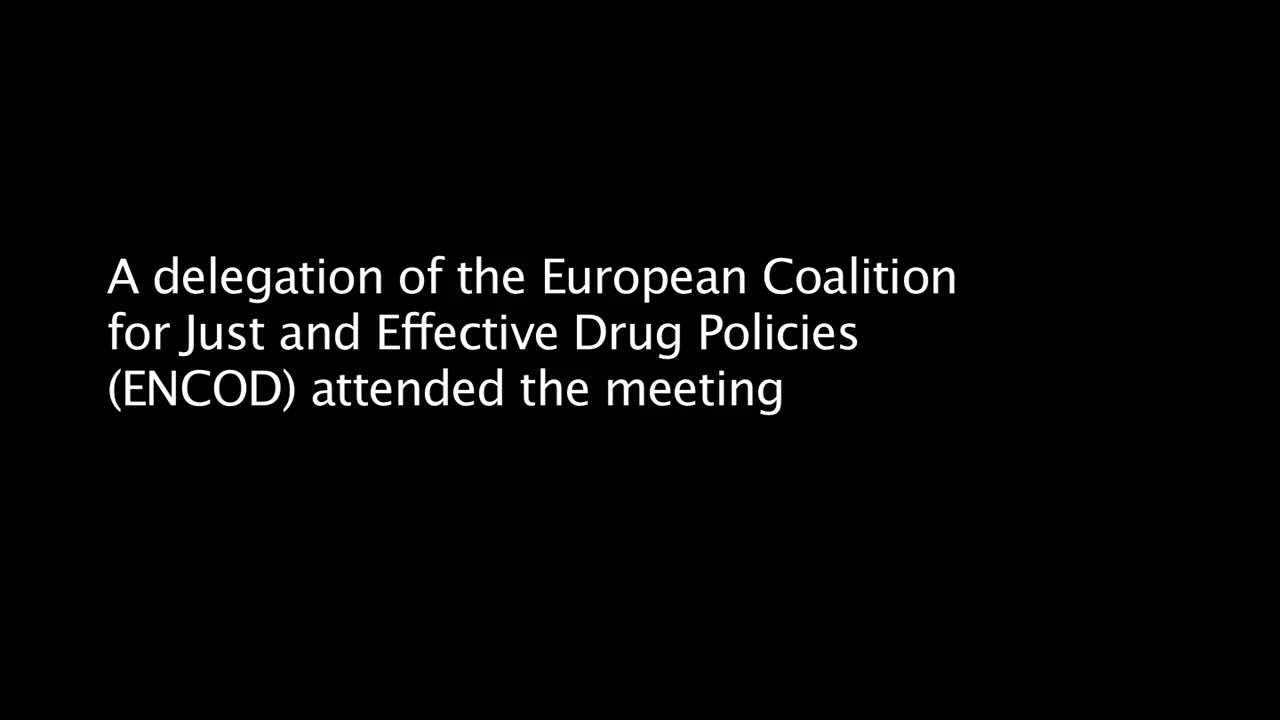 A delegation of the European Coalition
for Just and Effective Drug Policies
(ENCOD) attended the meeting